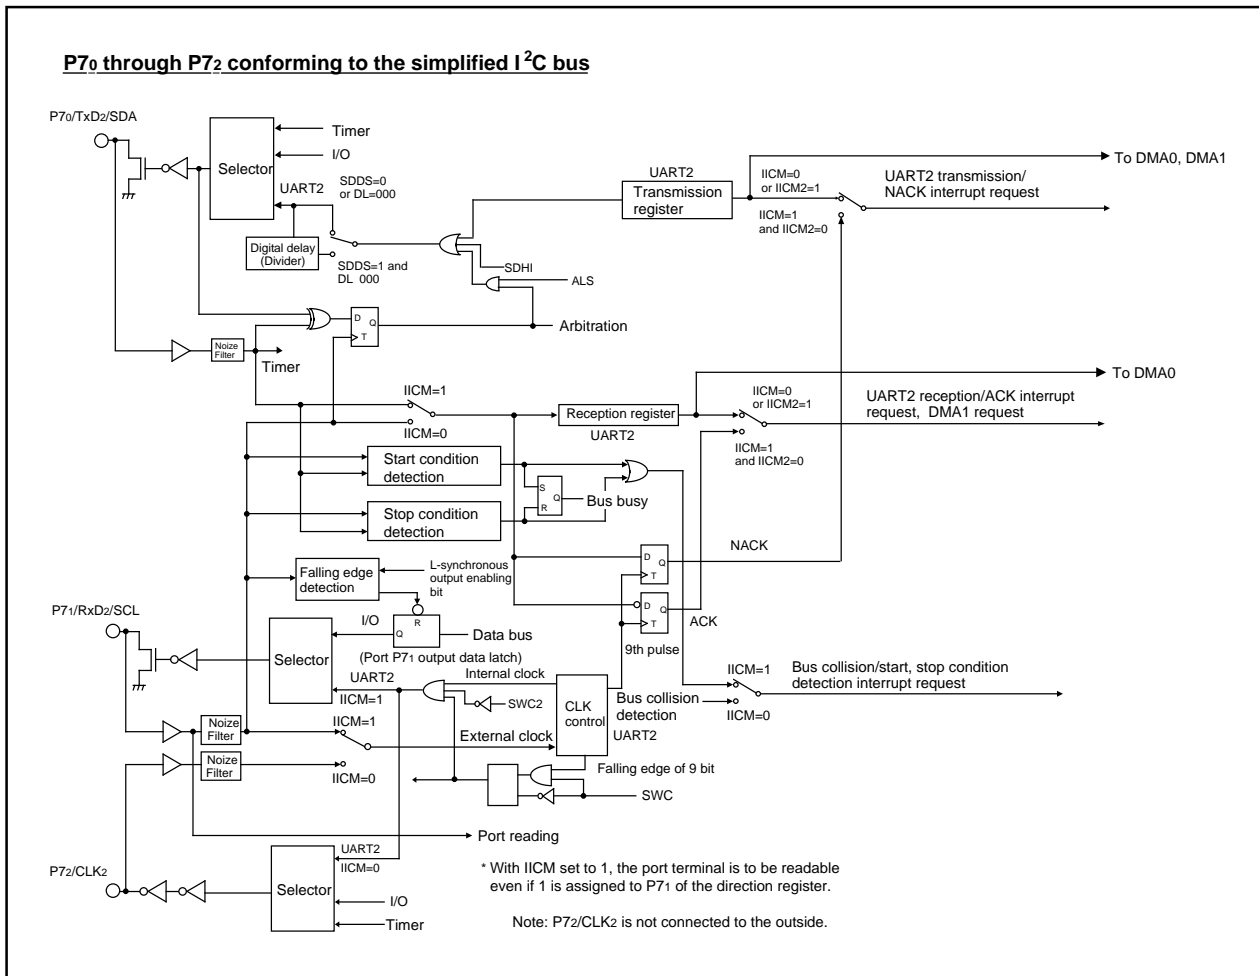 P70 through P72 conforming to the simplified I 2C bus
P70/TxD2/SDA
Selector
Timer
I/O
UART2
SDDS=0
or DL=000
Digital delay
(Divider)
SDDS=1 and
DL 000
SDHI
ALS
UART2
Transmission
register
IICM=0
or IICM2=1
IICM=1
and IICM2=0
To DMA0, DMA1
UART2 transmission/
NACK interrupt request
D
Q
T
Arbitration
Noize
Filter
Timer
IICM=1
IICM=0
Reception register
UART2
IICM=0
or IICM2=1
IICM=1
and IICM2=0
To DMA0
UART2 reception/ACK interrupt
request, DMA1 request
Start condition
detection
S
Q
R
Bus busy
Stop condition
detection
NACK
D
Q
T
Falling edge
detection
L-synchronous
output enabling
bit
D
Q
T
ACK
9th pulse
P71/RxD2/SCL
Selector
I/O
R
Q
Data bus
(Port P71 output data latch)
UART2
IICM=1
Internal clock
SWC2
CLK
control
UART2
Bus collision
detection
IICM=1
IICM=0
Bus collision/start, stop condition
detection interrupt request
Noize
Filter
IICM=1
External clock
Noize
Filter
IICM=0
Falling edge of 9 bit
SWC
Port reading
P72/CLK2
Selector
UART2
IICM=0
I/O
Timer
* With IICM set to 1, the port terminal is to be readable
even if 1 is assigned to P71 of the direction register.
Note: P72/CLK2 is not connected to the outside.